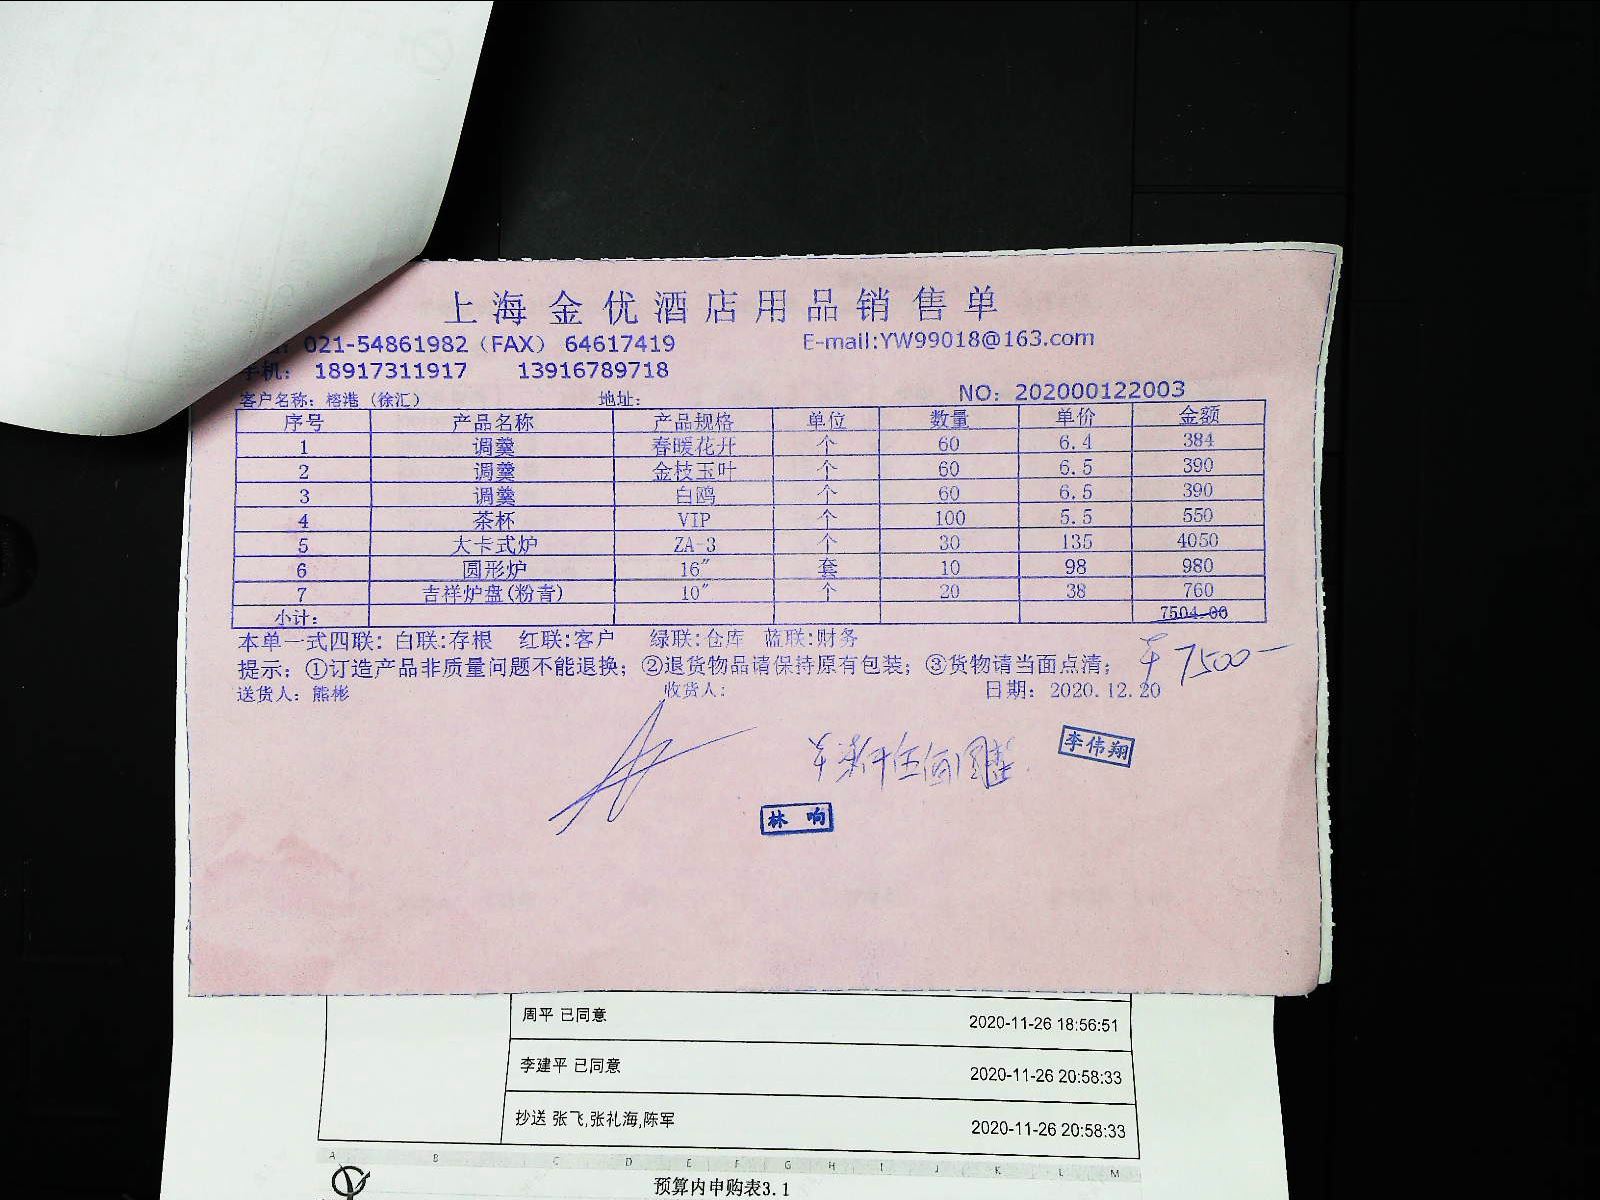 上海金优酒店用品销售单
021-54861982（FAX） 64617419 E-mail:YW99018@163.com
手机： 18917311917 13916789718
客户名称：榕港（徐汇） 地址： NO：202000122003
序号 产品名称 产品规格 单位 数量 单价 金额
1 调羹 春暖花开 个 60 6.4 384
2 调羹 金枝玉叶 个 60 6.5 390
3 调羹 白鸥 个 60 6.5 390
4 茶杯 VIP 个 100 5.5 550
5 大卡式炉 ZA-3 个 30 135 4050
6 圆形炉 16″ 套 10 98 980
7 吉祥炉盘(粉青) 10″ 个 20 38 760
小计： 7504.00
本单一式四联：白联:存根 红联:客户 绿联:仓库 蓝联:财务
提示：①订造产品非质量问题不能退换；②退货物品请保持原有包装；③货物请当面点清；
¥7500—
送货人：熊彬 收货人： 日期：2020.12.20
李伟翔
林响
周平 已同意 2020-11-26 18:56:51
李建平 已同意 2020-11-26 20:58:33
抄送 张飞,张礼海,陈军 2020-11-26 20:58:33
A B C D E F G H I J K L M
预算内申购表3.1